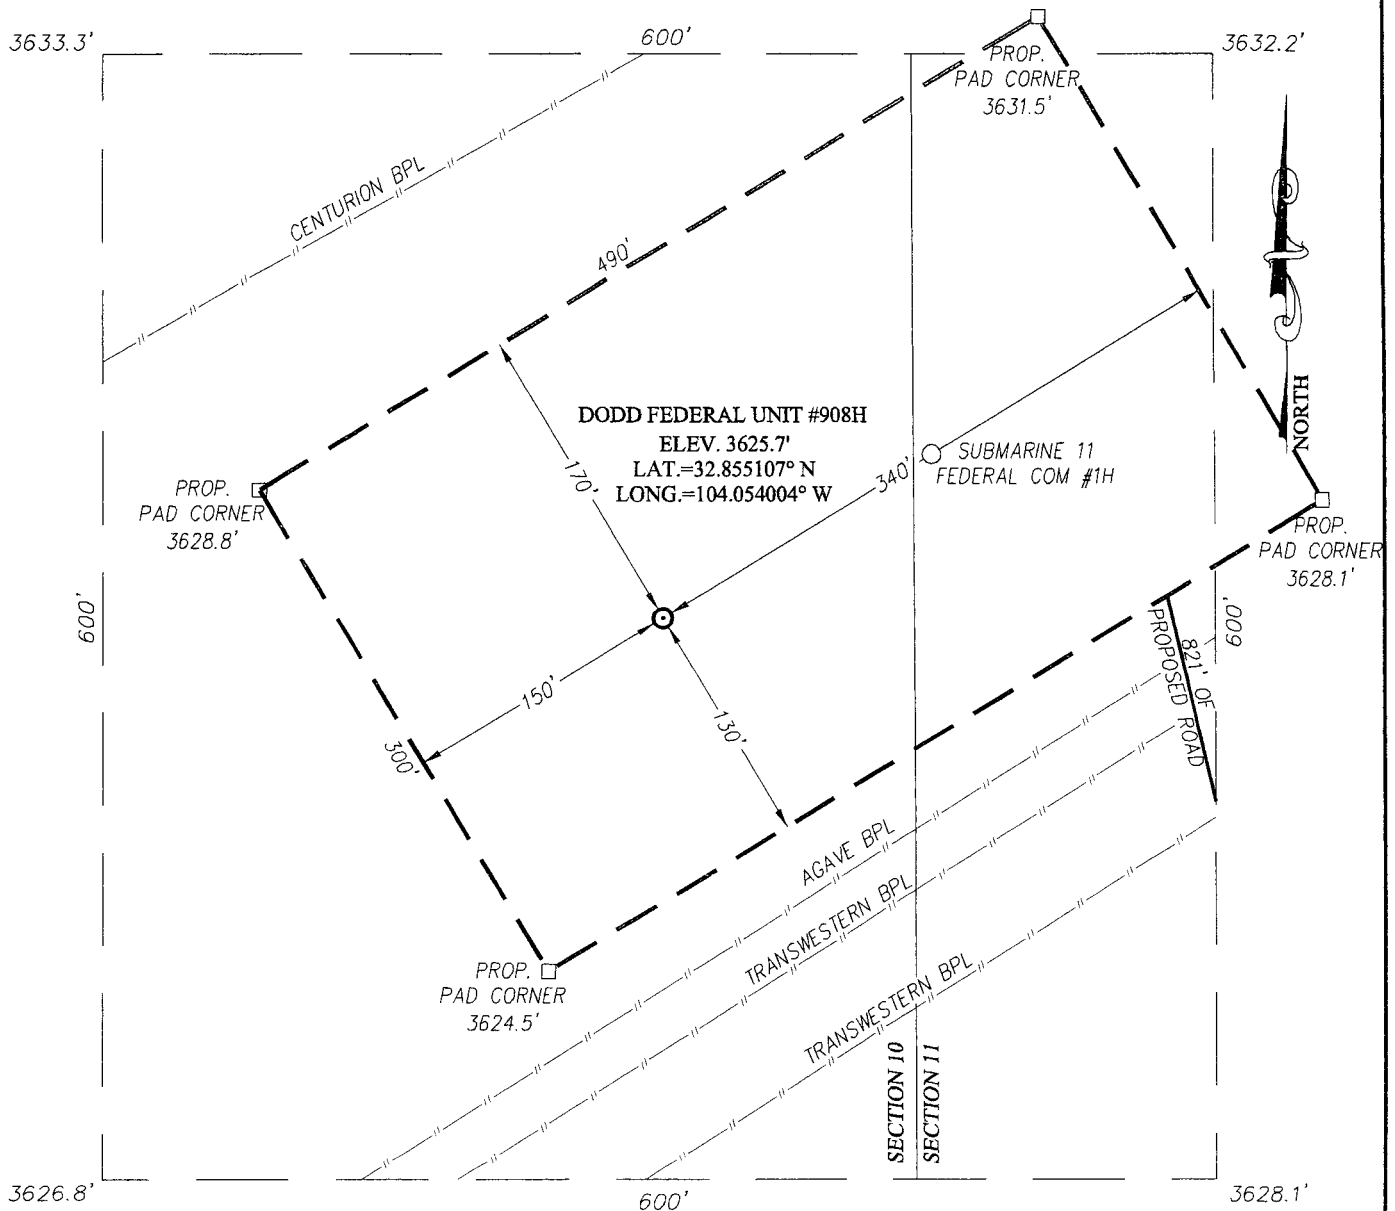 3633.3'
600'
3632.2'
PROP.
PAD CORNER
3631.5'
CENTURION BPL
490'
NORTH
DODD FEDERAL UNIT #908H
ELEV. 3625.7'
LAT.=32.855107° N
LONG.=104.054004° W
170'
340'
SUBMARINE 11
FEDERAL COM #1H
PROP.
PAD CORNER
3628.8'
PROP.
PAD CORNER
3628.1'
600'
600'
821' OF
PROPOSED ROAD
150'
130'
300'
AGAVE BPL
TRANSWESTERN BPL
TRANSWESTERN BPL
PROP.
PAD CORNER
3624.5'
SECTION 10
SECTION 11
3626.8'
600'
3628.1'